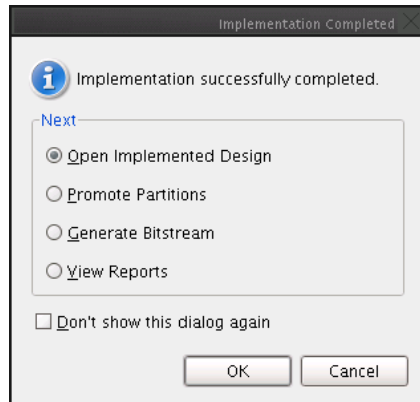 Implementation Completed
Implementation successfully completed.
Next
Open Implemented Design
Promote Partitions
Generate Bitstream
View Reports
Don't show this dialog again
OK
Cancel